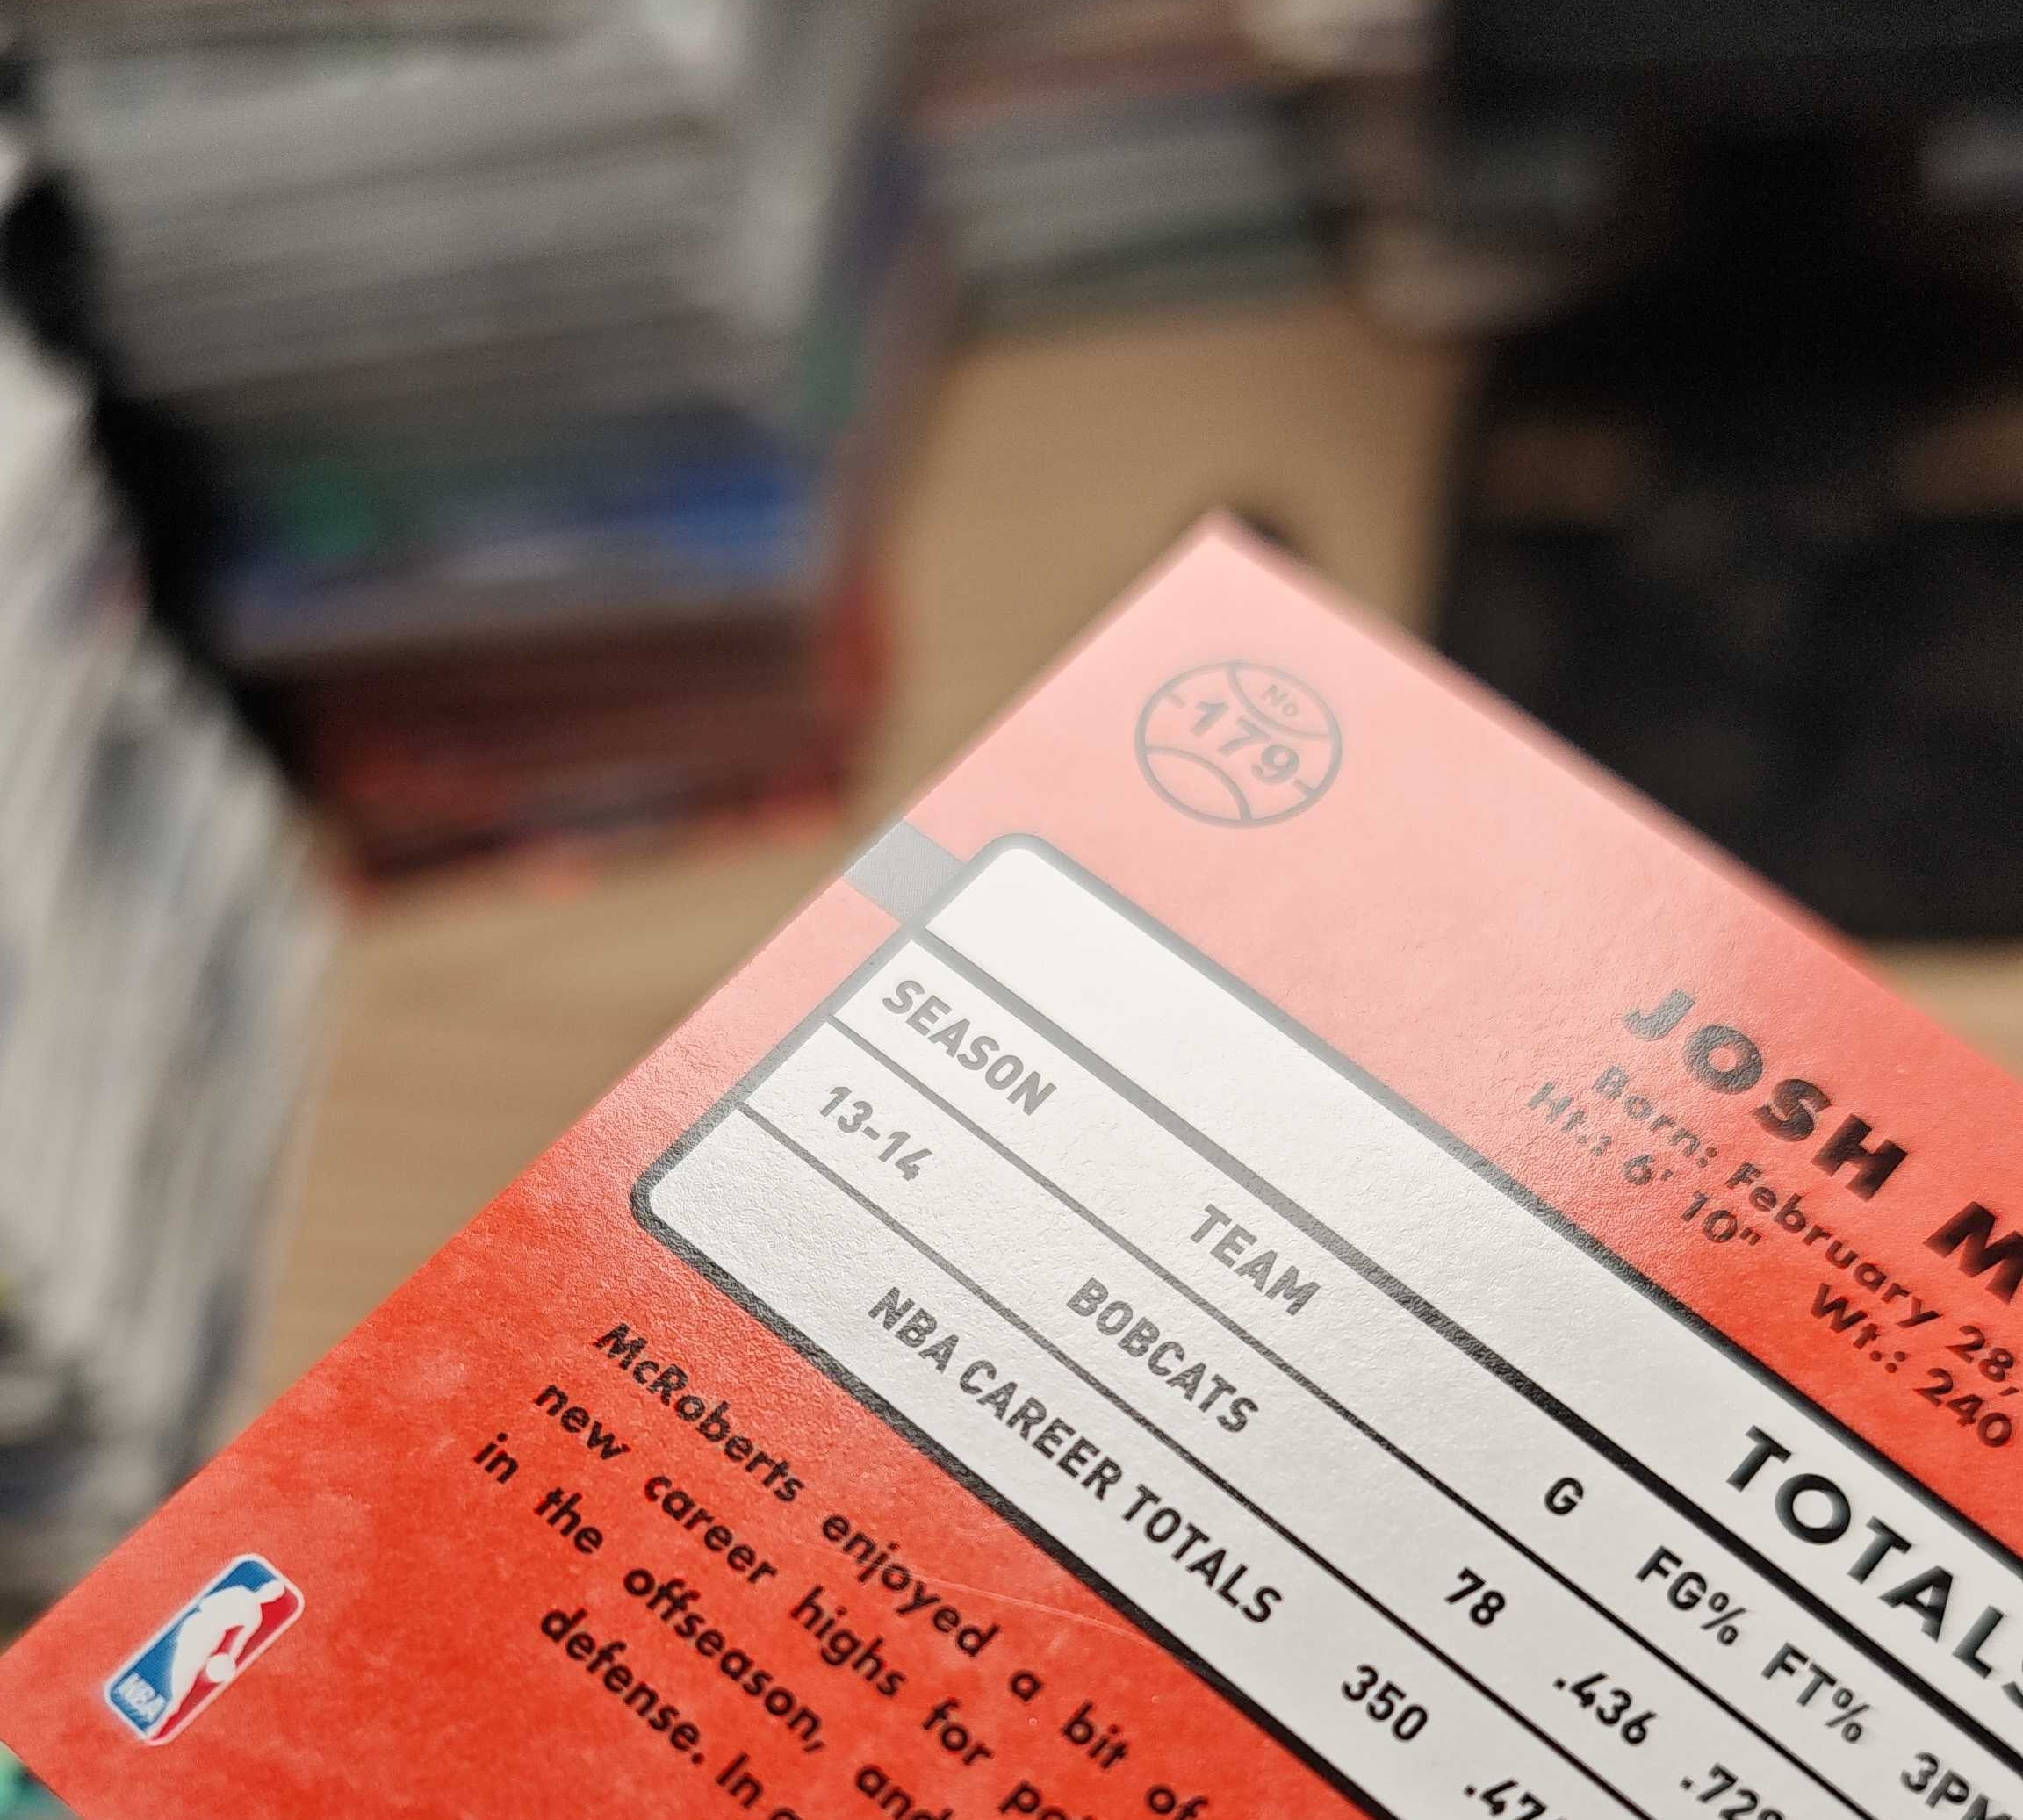 No
179
JOSH
Born: February 28,
Ht.: 6' 10" Wt.: 240
TOTALS
SEASON TEAM G FG% FT%
13-14 BOBCATS 78 .436
NBA CAREER TOTALS 350
McRoberts enjoyed a bit of
new career highs for
in the offseason, and
defense. In
NBA